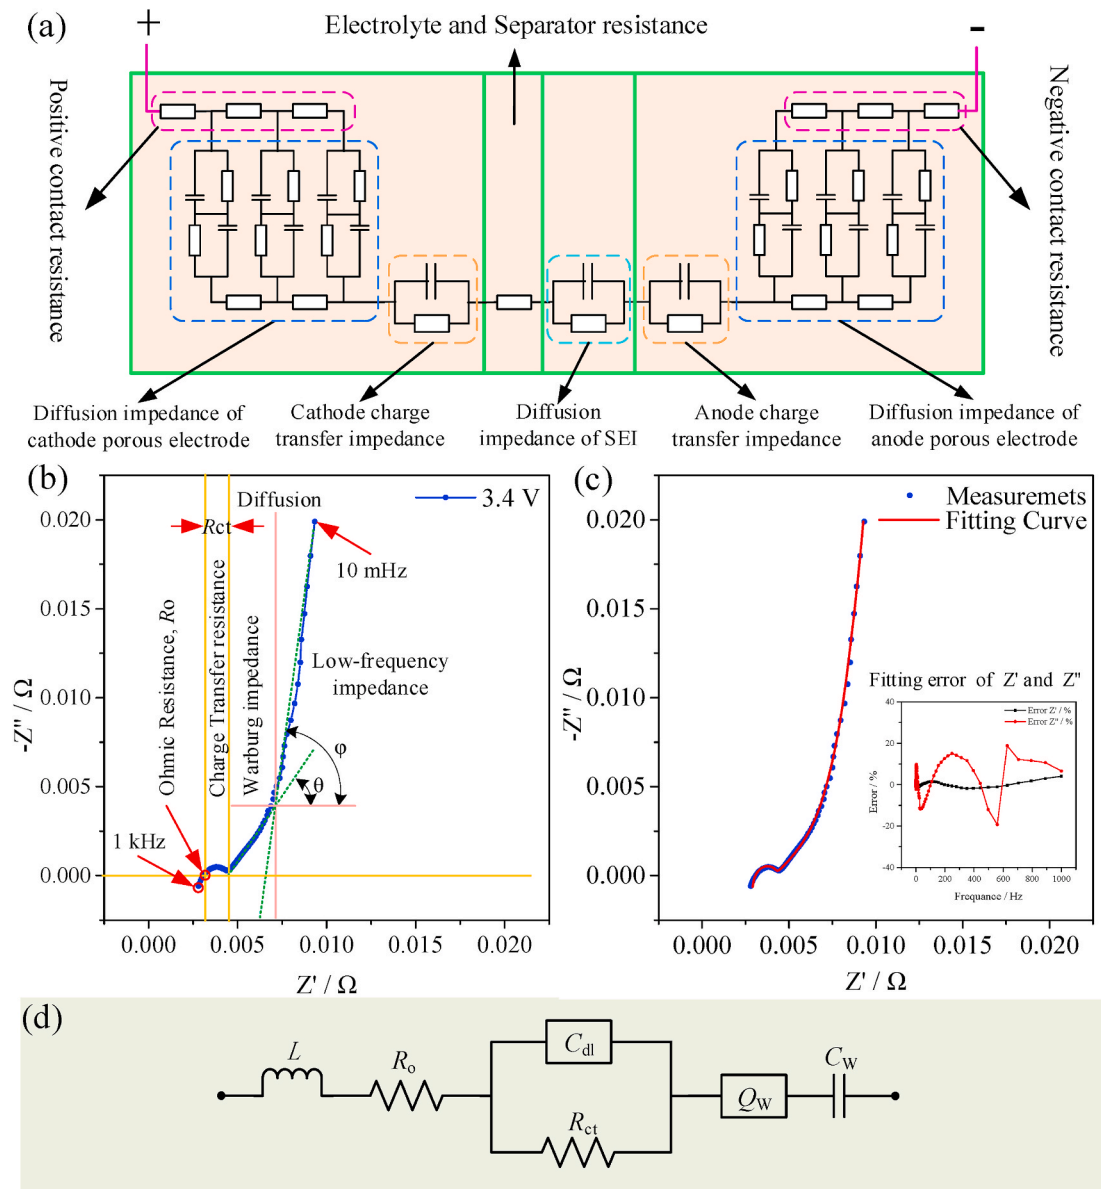 (a)
+
Electrolyte and Separator resistance
-
Positive contact resistance
Negative contact resistance
Diffusion impedance of
cathode porous electrode
Cathode charge
transfer impedance
Diffusion
impedance of SEI
Anode charge
transfer impedance
Diffusion impedance of
anode porous electrode
(b)
Diffusion
3.4 V
Rct
10 mHz
Ohmic Resistance, Ro
Charge Transfer resistance
Warburg impedance
Low-frequency
impedance
φ
θ
1 kHz
0.020
0.015
0.010
0.005
0.000
-Z'' / Ω
0.000 0.005 0.010 0.015 0.020
Z' / Ω
(c)
Measuremets
Fitting Curve
0.020
0.015
0.010
0.005
0.000
-Z'' / Ω
0.000 0.005 0.010 0.015 0.020
Z' / Ω
Fitting error of Z' and Z''
Error Z' / %
Error Z'' / %
40
20
0
-20
-40
Error / %
0 200 400 600 800 1000
Frequance / Hz
(d)
L
Ro
Cdl
Rct
QW
CW